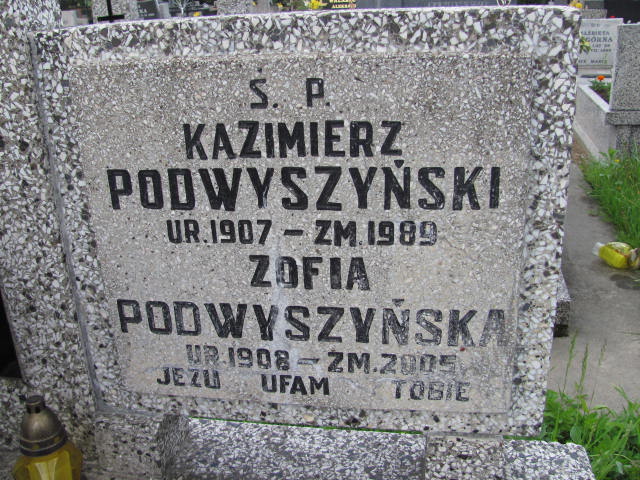 Ś. P.
KAZIMIERZ
PODWYSZYŃSKI
UR.1907 – ZM.1989
ZOFIA
PODWYSZYŃSKA
UR.1908 – ZM.2005
JEZU UFAM TOBIE